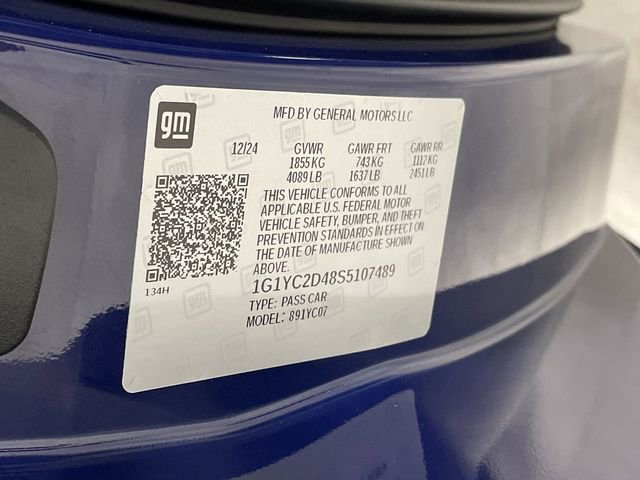 gm
MFD BY GENERAL MOTORS LLC
12/24 GVWR GAWR FRT GAWR RR
1855 KG 743 KG 1112 KG
4089 LB 1637 LB 2451 LB
THIS VEHICLE CONFORMS TO ALL
APPLICABLE U.S. FEDERAL MOTOR
VEHICLE SAFETY, BUMPER, AND THEFT
PREVENTION STANDARDS IN EFFECT ON
THE DATE OF MANUFACTURE SHOWN
ABOVE.
134H
1G1YC2D48S5107489
TYPE: PASS CAR
MODEL: 891YC07